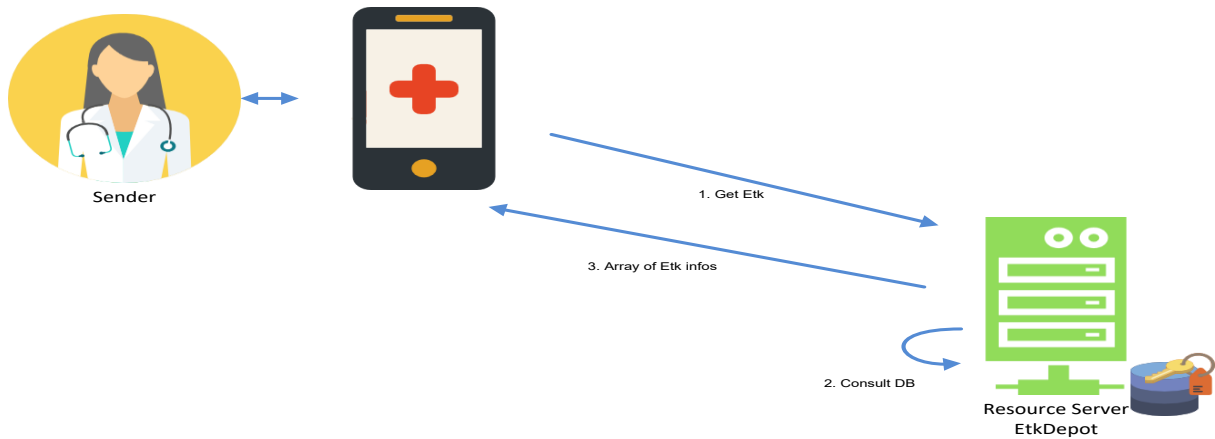 Sender
1. Get Etk
3. Array of Etk infos
2. Consult DB
Resource Server
EtkDepot